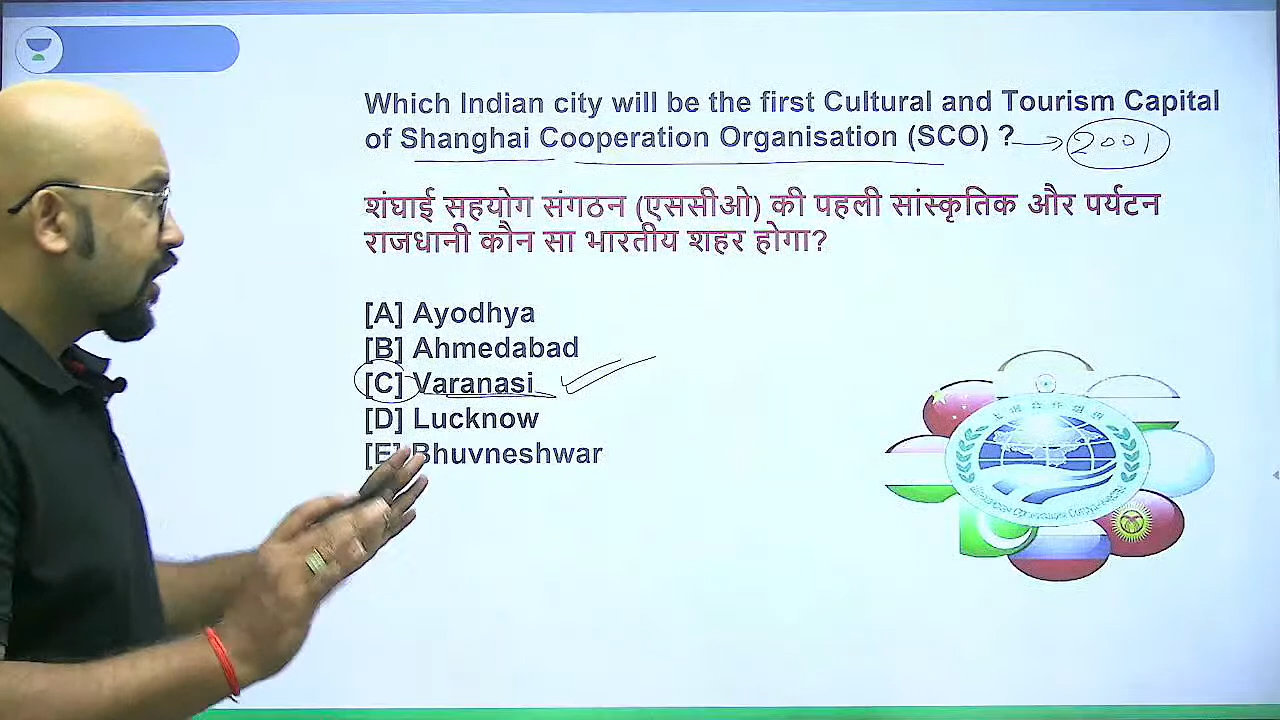 Which Indian city will be the first Cultural and Tourism Capital
of Shanghai Cooperation Organisation (SCO) ? → 2001
शंघाई सहयोग संगठन (एससीओ) की पहली सांस्कृतिक और पर्यटन
राजधानी कौन सा भारतीय शहर होगा?
[A] Ayodhya
[B] Ahmedabad
[C] Varanasi
[D] Lucknow
[E] Bhuvneshwar